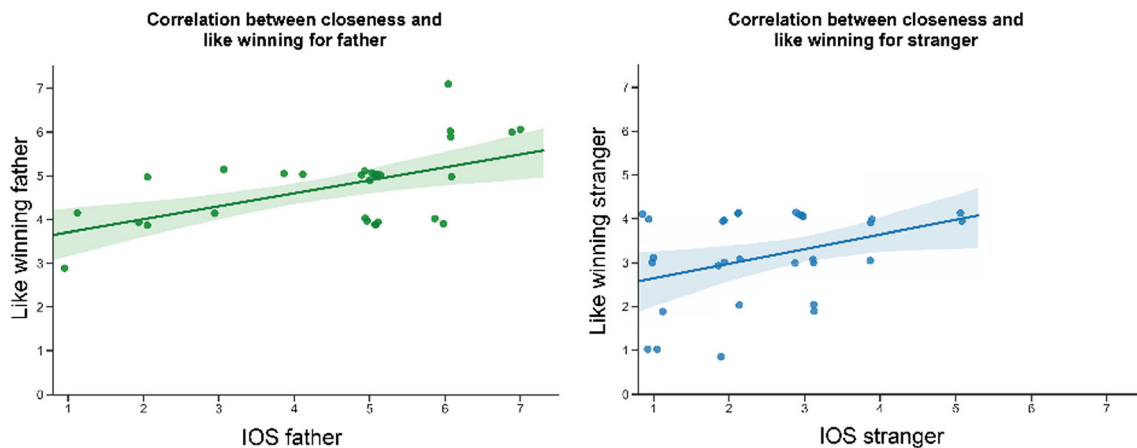 Correlation between closeness and
like winning for father
Like winning father
7
6
5
4
3
2
1
0
1 2 3 4 5 6 7
IOS father
Correlation between closeness and
like winning for stranger
Like winning stranger
7
6
5
4
3
2
1
0
1 2 3 4 5 6 7
IOS stranger